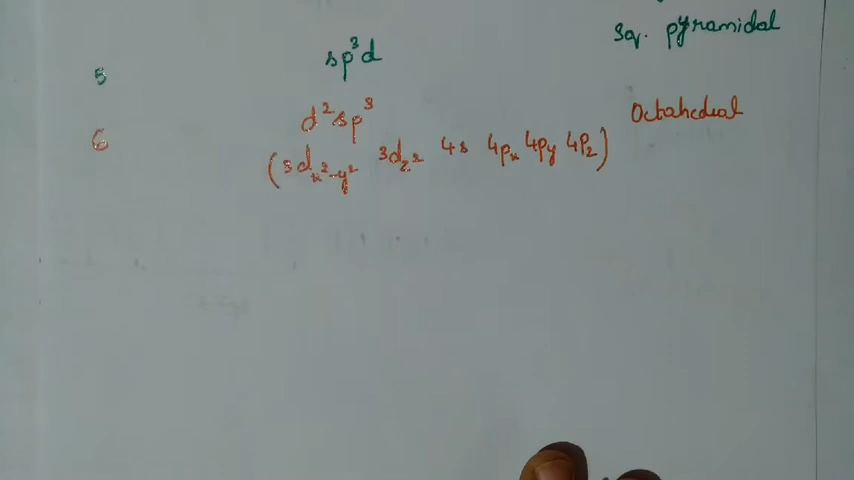 Sq. pyramidal
5 sp³d
6 d²sp³ Octahedral
(3dx²-y² 3dz² 4s 4px 4py 4pz)